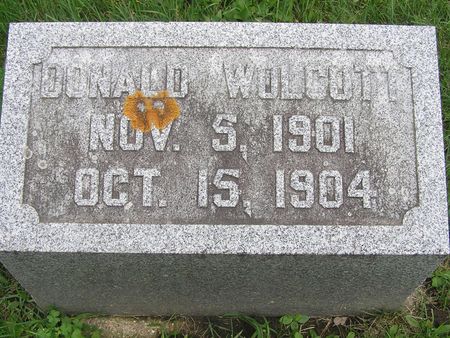 DONALD WOLCOTT
NOV. 5, 1901
OCT. 15, 1904